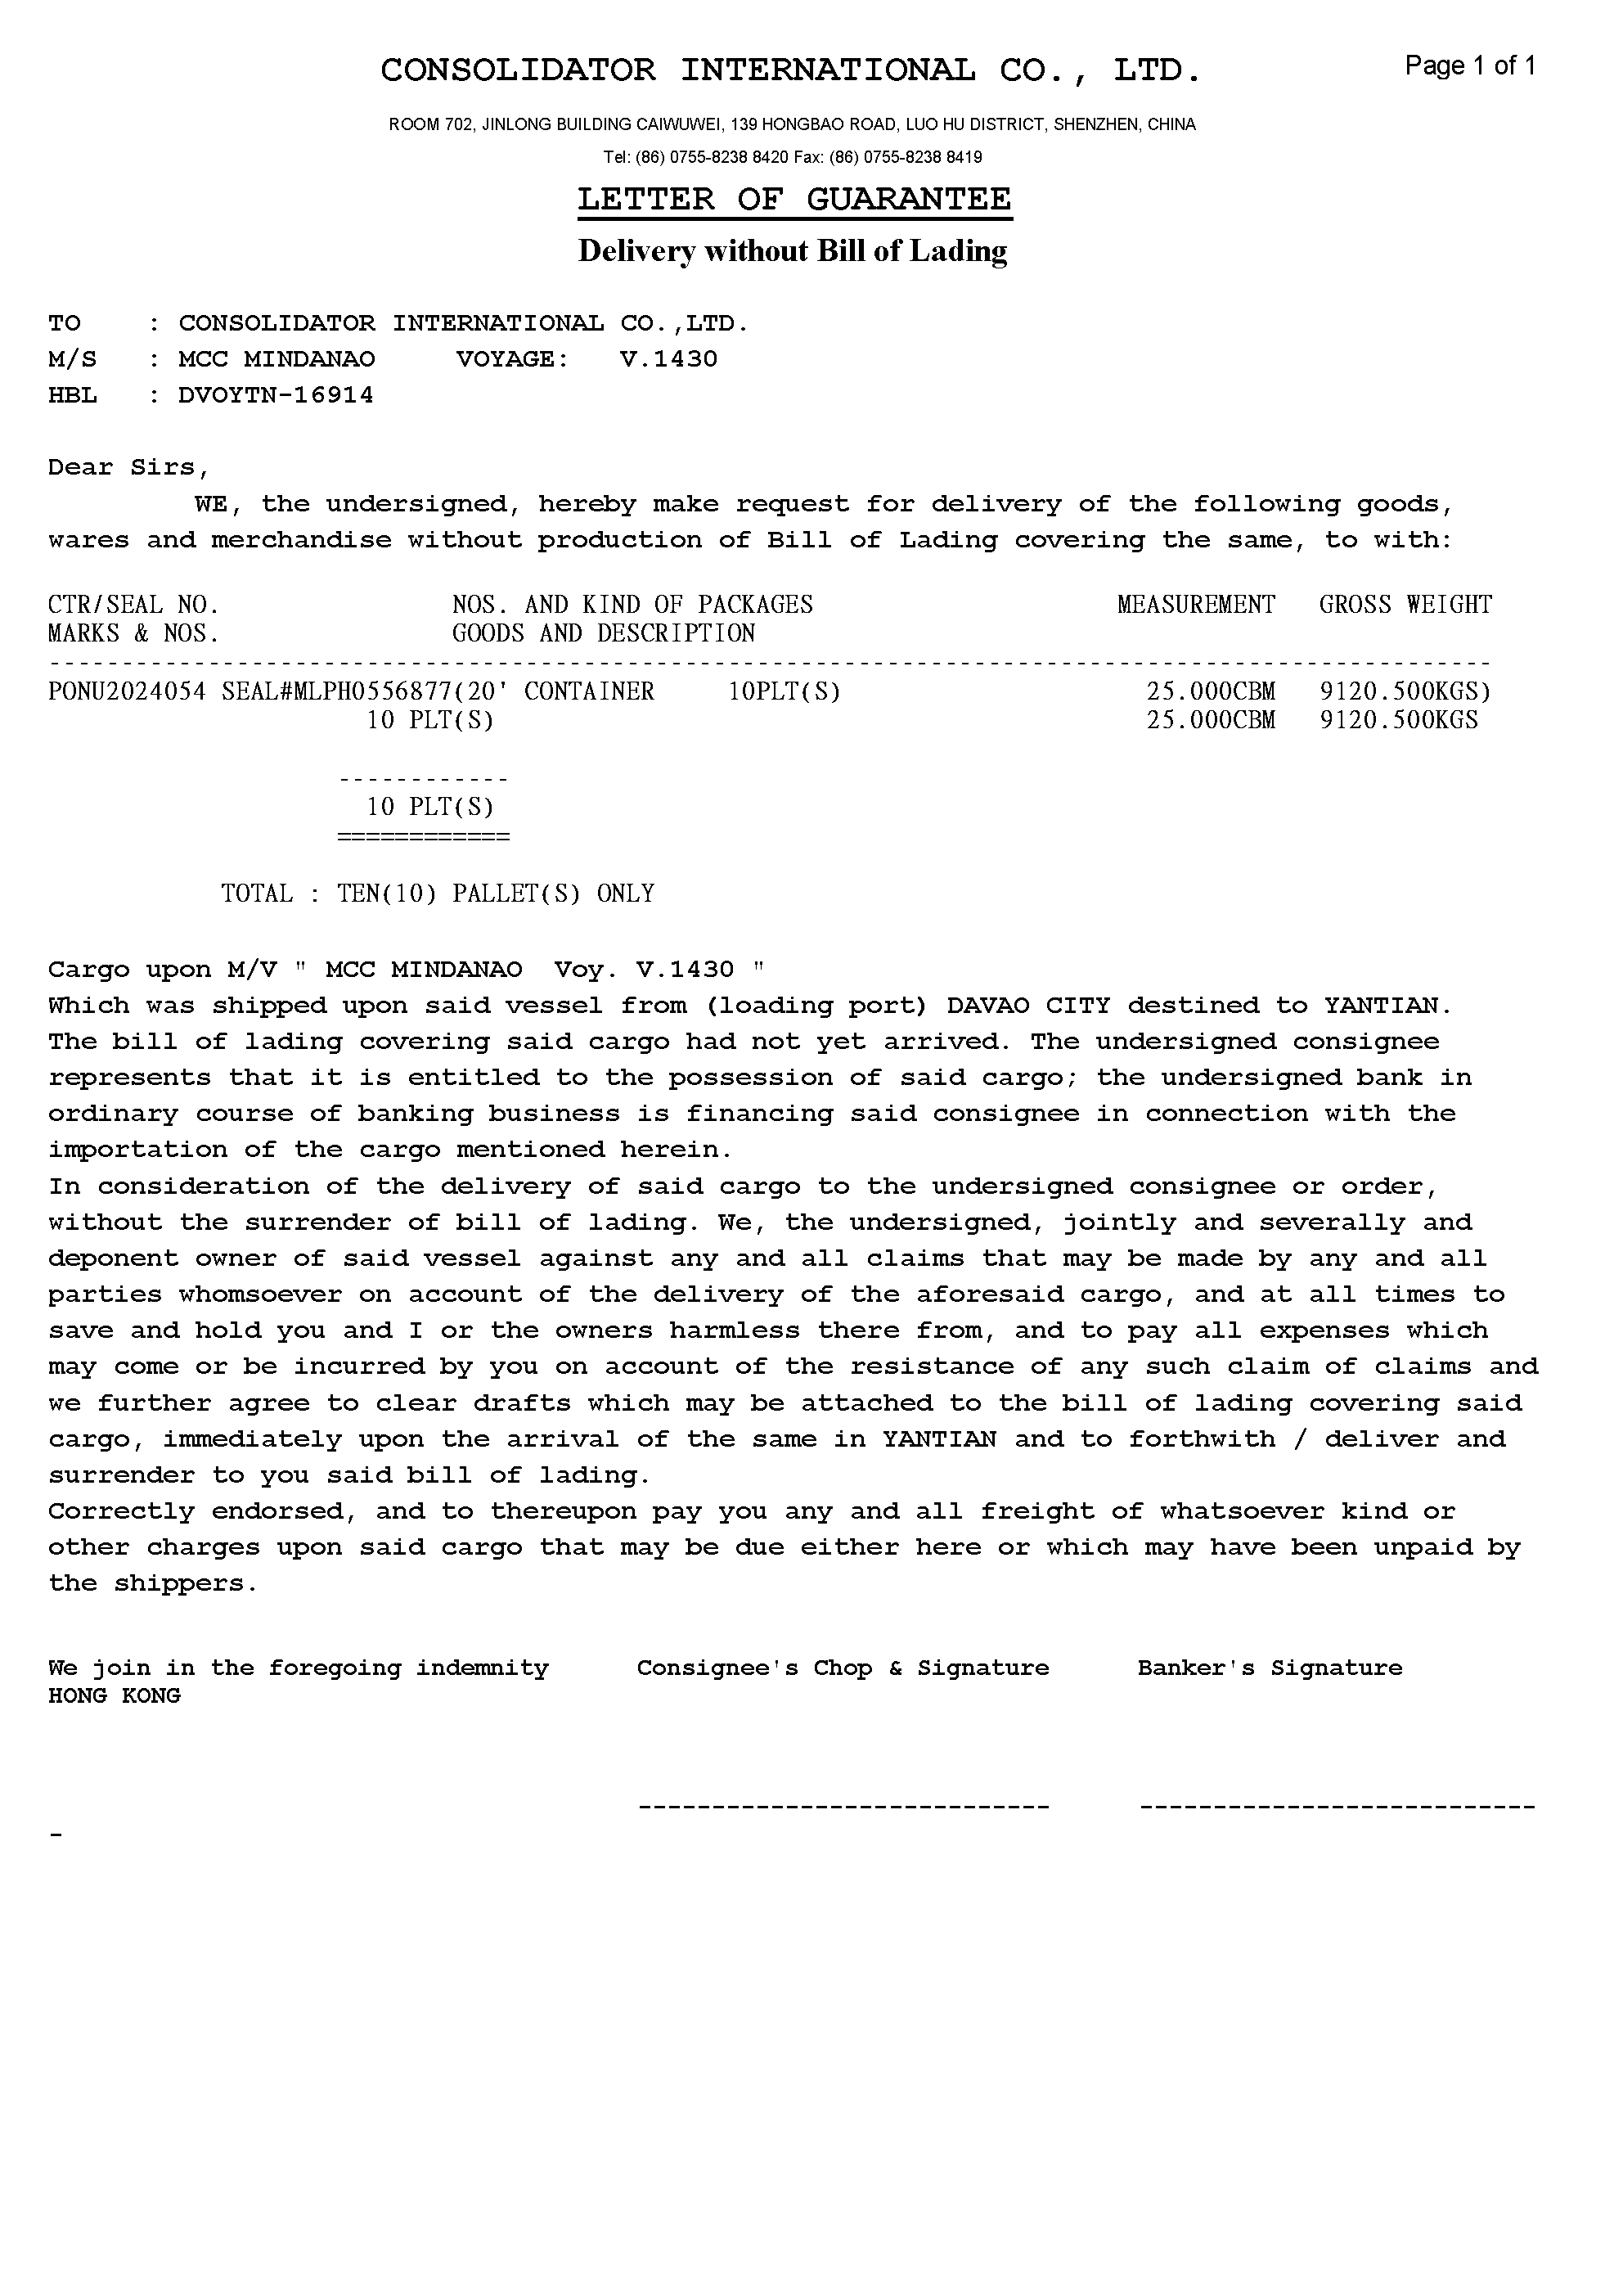 CONSOLIDATOR INTERNATIONAL CO., LTD.
Page 1 of 1
ROOM 702, JINLONG BUILDING CAIWUWEI, 139 HONGBAO ROAD, LUO HU DISTRICT, SHENZHEN, CHINA
Tel: (86) 0755-8238 8420 Fax: (86) 0755-8238 8419
LETTER OF GUARANTEE
Delivery without Bill of Lading
TO : CONSOLIDATOR INTERNATIONAL CO.,LTD.
M/S : MCC MINDANAO VOYAGE: V.1430
HBL : DVOYTN-16914
Dear Sirs,
WE, the undersigned, hereby make request for delivery of the following goods,
wares and merchandise without production of Bill of Lading covering the same, to with:
CTR/SEAL NO. NOS. AND KIND OF PACKAGES MEASUREMENT GROSS WEIGHT
MARKS & NOS. GOODS AND DESCRIPTION
----------------------------------------------------------------------------------------------------
PONU2024054 SEAL#MLPH0556877(20' CONTAINER 10PLT(S) 25.000CBM 9120.500KGS)
10 PLT(S) 25.000CBM 9120.500KGS
------------
10 PLT(S)
============
TOTAL : TEN(10) PALLET(S) ONLY
Cargo upon M/V " MCC MINDANAO Voy. V.1430 "
Which was shipped upon said vessel from (loading port) DAVAO CITY destined to YANTIAN.
The bill of lading covering said cargo had not yet arrived. The undersigned consignee
represents that it is entitled to the possession of said cargo; the undersigned bank in
ordinary course of banking business is financing said consignee in connection with the
importation of the cargo mentioned herein.
In consideration of the delivery of said cargo to the undersigned consignee or order,
without the surrender of bill of lading. We, the undersigned, jointly and severally and
deponent owner of said vessel against any and all claims that may be made by any and all
parties whomsoever on account of the delivery of the aforesaid cargo, and at all times to
save and hold you and I or the owners harmless there from, and to pay all expenses which
may come or be incurred by you on account of the resistance of any such claim of claims and
we further agree to clear drafts which may be attached to the bill of lading covering said
cargo, immediately upon the arrival of the same in YANTIAN and to forthwith / deliver and
surrender to you said bill of lading.
Correctly endorsed, and to thereupon pay you any and all freight of whatsoever kind or
other charges upon said cargo that may be due either here or which may have been unpaid by
the shippers.
We join in the foregoing indemnity Consignee's Chop & Signature Banker's Signature
HONG KONG
---------------------------- ---------------------------
-